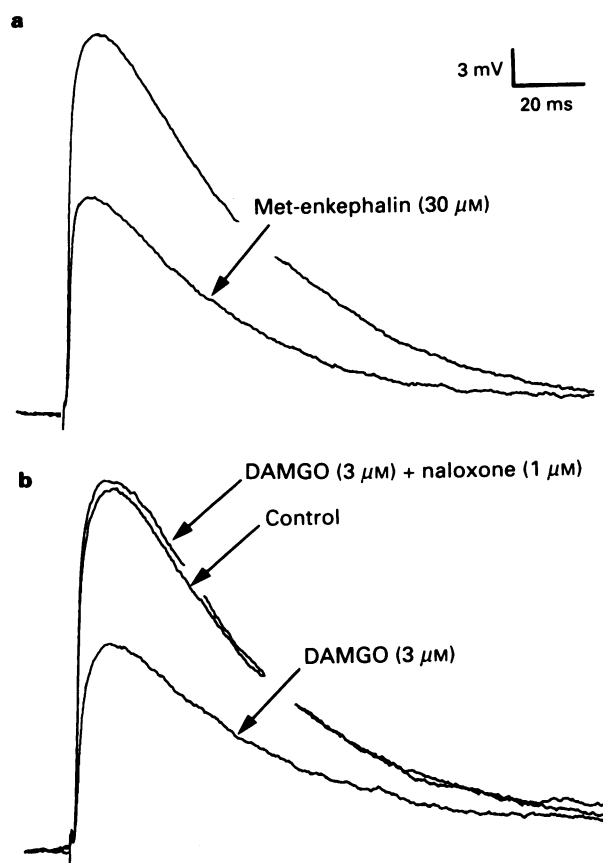 a
3 mV
20 ms
Met-enkephalin (30 μM)
b
DAMGO (3 μM) + naloxone (1 μM)
Control
DAMGO (3 μM)